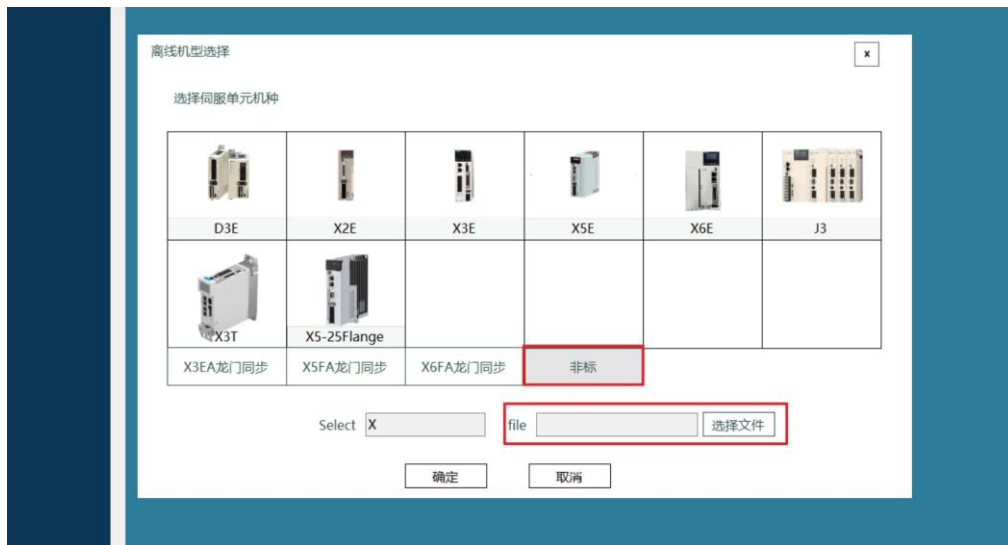 离线机型选择
x
选择伺服单元机种
D3E X2E X3E X5E X6E J3
X3T X5-25Flange
X3EA龙门同步 X5FA龙门同步 X6FA龙门同步 非标
Select X file 选择文件
确定 取消